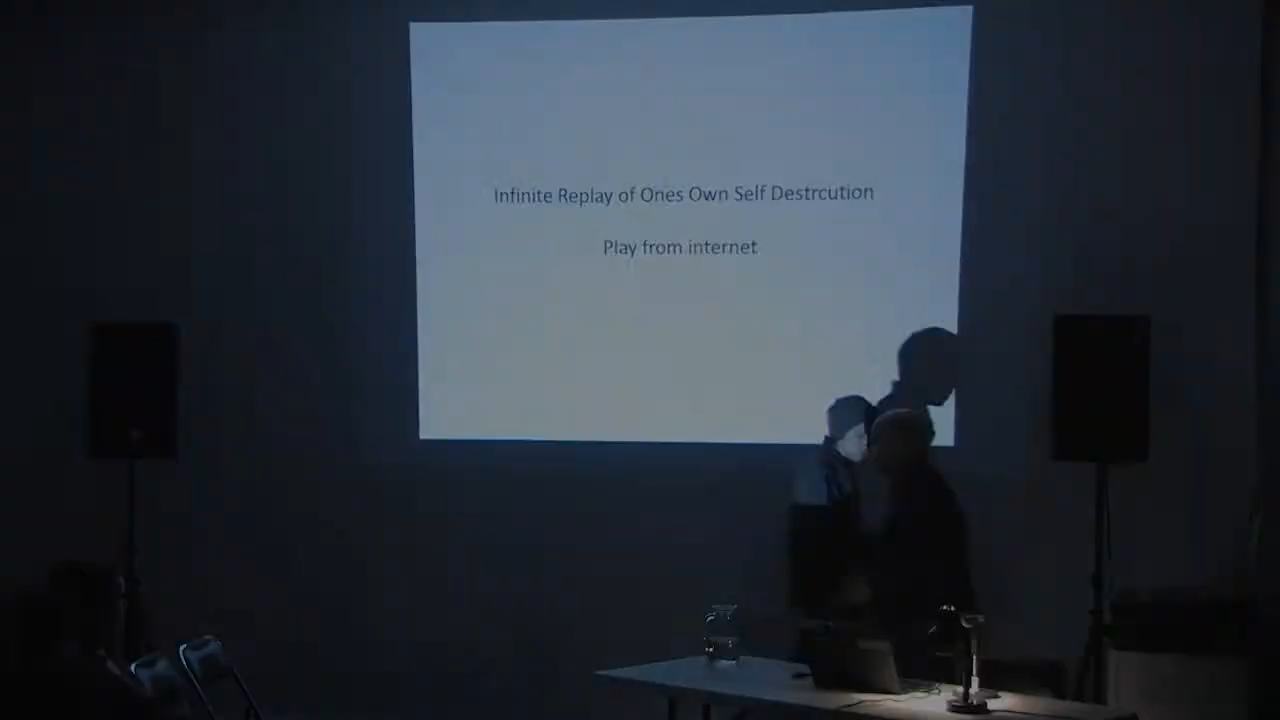 Infinite Replay of Ones Own Self Destrcution
Play from internet